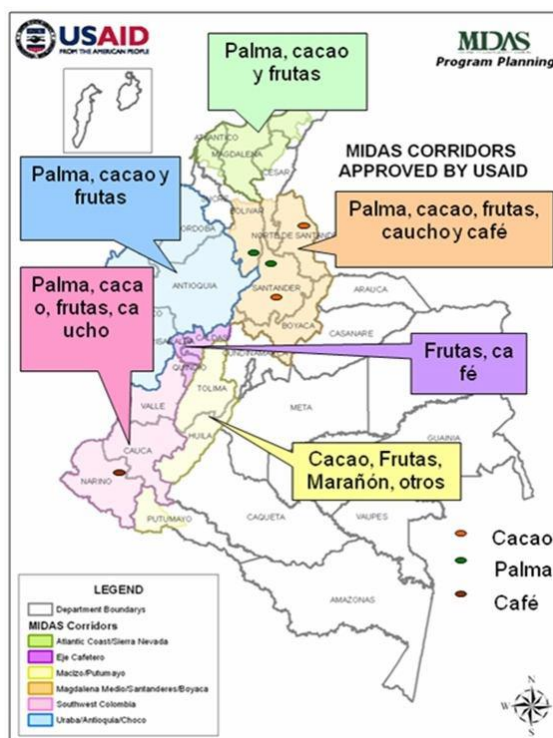 USAID
FROM THE AMERICAN PEOPLE
MIDAS
Program Planning
Palma, cacao
y frutas
MIDAS CORRIDORS
APPROVED BY USAID
Palma, cacao y
frutas
Palma, cacao, frutas,
caucho y café
Palma, caca
o, frutas, ca
ucho
Frutas, ca
fé
Cacao, Frutas,
Marañón, otros
ATLANTICO
MAGDALENA
CESAR
BOLIVAR
NORTE DE SANTANDE
ORDOBA
ANTIOQUIA
SANTANDER
ARAUCA
BOYACA
CASANARE
CALDAS
QUINDIO
TOLIMA
VALLE
META
HUILA
CAUCA
GUAINIA
NARINO
PUTUMAYO
CAQUETA
VAUPES
AMAZONAS
Cacao
Palma
Café
LEGEND
Department Boundarys
MIDAS Corridors
Atlantic Coast/Sierra Nevada
Eje Cafetero
Macizo/Putumayo
Magdalena Medio/Santanderes/Boyaca
Southwest Colombia
Uraba/Antioquia/Choco
N
W
E
S